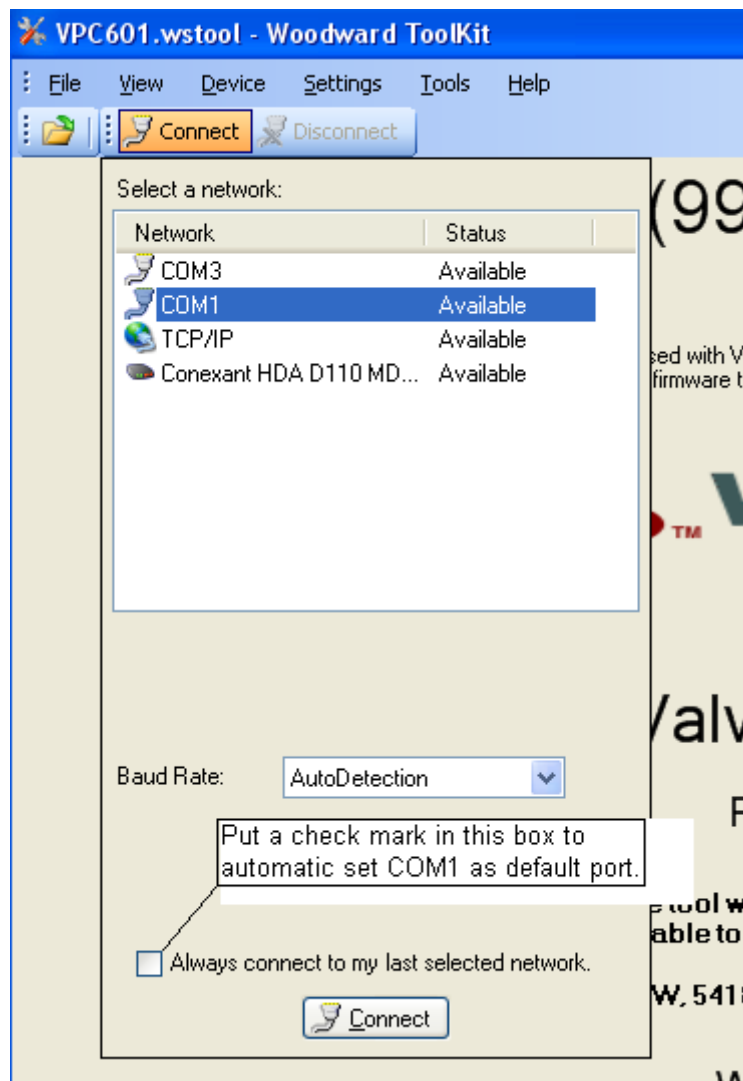 VPC601.wstool - Woodward ToolKit
File View Device Settings Tools Help
Connect Disconnect
Select a network:
Network Status
COM3 Available
COM1 Available
TCP/IP Available
Conexant HDA D110 MD... Available
(99
sed with V
firmware t
TM
Valv
Baud Rate: AutoDetection
Put a check mark in this box to
automatic set COM1 as default port.
tool w
able to
Always connect to my last selected network.
W, 541
Connect